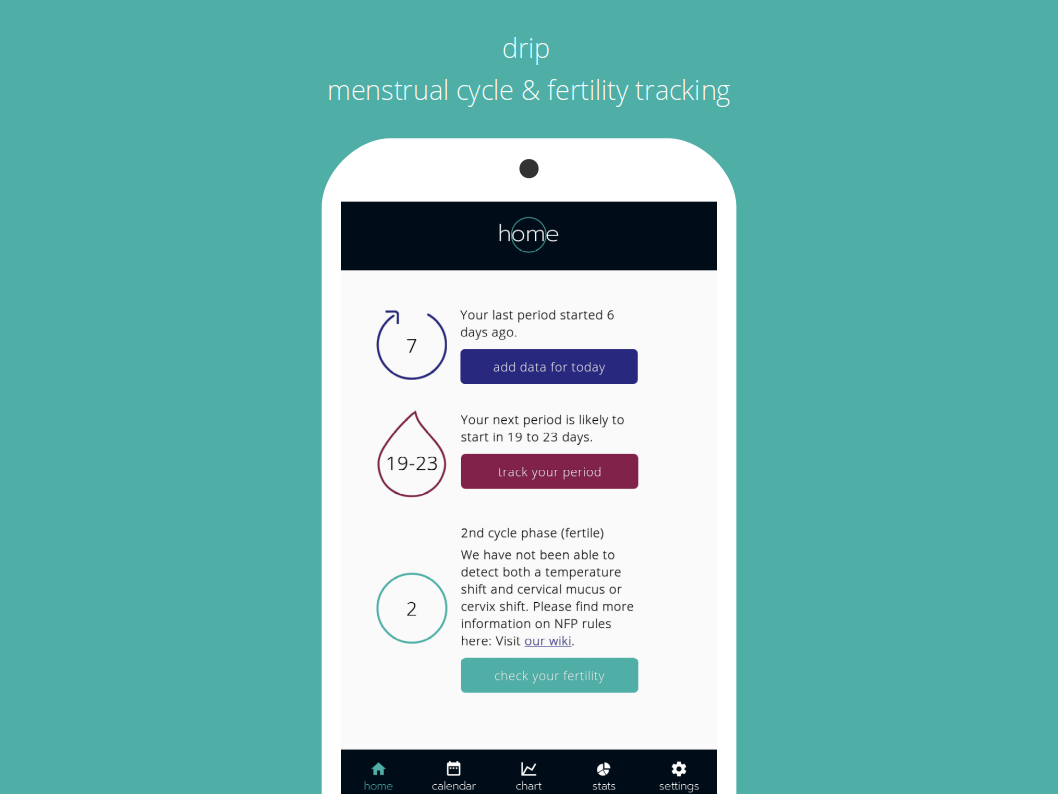 drip
menstrual cycle & fertility tracking
home
7
Your last period started 6
days ago.
add data for today
19-23
Your next period is likely to
start in 19 to 23 days.
track your period
2nd cycle phase (fertile)
2
We have not been able to
detect both a temperature
shift and cervical mucus or
cervix shift. Please find more
information on NFP rules
here: Visit our wiki.
check your fertility
home
calendar
chart
stats
settings